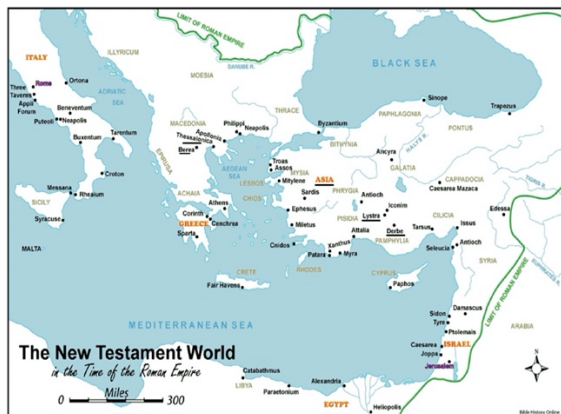 LIMIT OF ROMAN EMPIRE
ITALY
ILLYRICUM
DANUBE R.
MOESIA
BLACK SEA
Rome
Ortona
ADRIATIC
SEA
Three
Taverns
Appii
Forum
Beneventum
Puteoli
Neapolis
Buxentum
Tarentum
MACEDONIA
Philippi
Neapolis
Apollonia
Thessalonica
Berea
THRACE
Byzantium
Sinope
Trapezus
PAPHLAGONIA
PONTUS
BITHYNIA
HALYS R.
Ancyra
GALATIA
EPIRUS
AEGEAN
SEA
Troas
Assos
MYSIA
LESBOS
Mitylene
ASIA
Sardis
PHRYGIA
CAPPADOCIA
Caesarea Mazaca
TIGRIS R.
Croton
Messana
Rhegium
SICILY
Syracuse
ACHAIA
CHIOS
Athens
Corinth
Cenchrea
GREECE
Sparta
Ephesus
Miletus
Antioch
Iconim
PISIDIA
Lystra
Derbe
CILICIA
Tarsus
Issus
Edessa
MALTA
Cnidos
Attalia
PAMPHYLIA
Xanthus
Patara
Myra
RHODES
Seleucia
Antioch
SYRIA
EUPHRATES R.
CRETE
Fair Havens
CYPRUS
Paphos
LIMIT OF ROMAN EMPIRE
Sidon
Damascus
Tyre
Ptolemais
ARABIA
MEDITERRANEAN SEA
Caesarea
ISRAEL
Joppa
Jerusalem
The New Testament World
in the Time of the Roman Empire
Miles
0
300
Catabathmus
LIBYA
Paraetonium
Alexandria
EGYPT
Heliopolis
Bible History Online